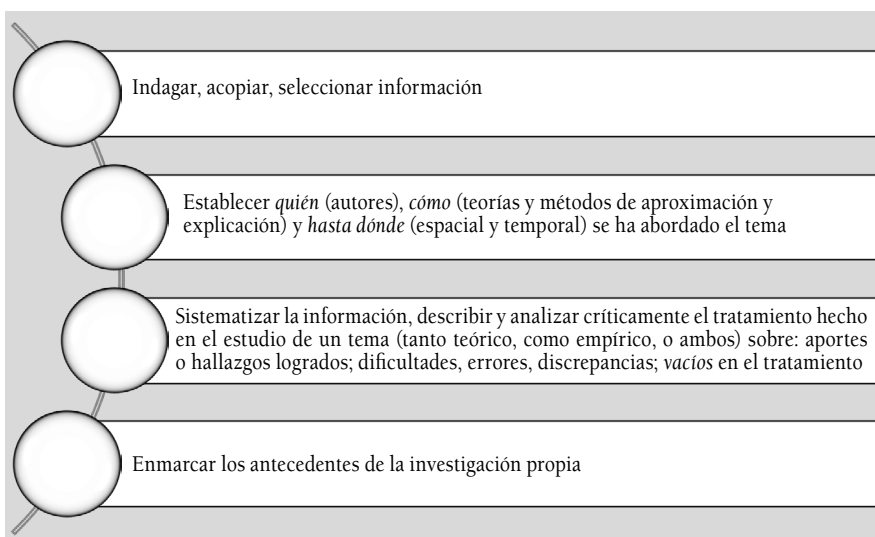 Indagar, acopiar, seleccionar información
Establecer quién (autores), cómo (teorías y métodos de aproximación y
explicación) y hasta dónde (espacial y temporal) se ha abordado el tema
Sistematizar la información, describir y analizar críticamente el tratamiento hecho
en el estudio de un tema (tanto teórico, como empírico, o ambos) sobre: aportes
o hallazgos logrados; dificultades, errores, discrepancias; vacíos en el tratamiento
Enmarcar los antecedentes de la investigación propia